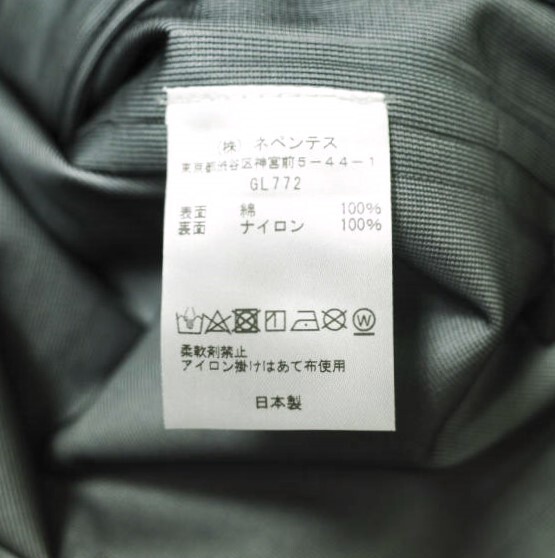 (株) ネペンテス
東京都渋谷区神宮前5-44-1
GL772
表面 綿 100%
裏面 ナイロン 100%
W
柔軟剤禁止
アイロン掛けはあて布使用
日本製